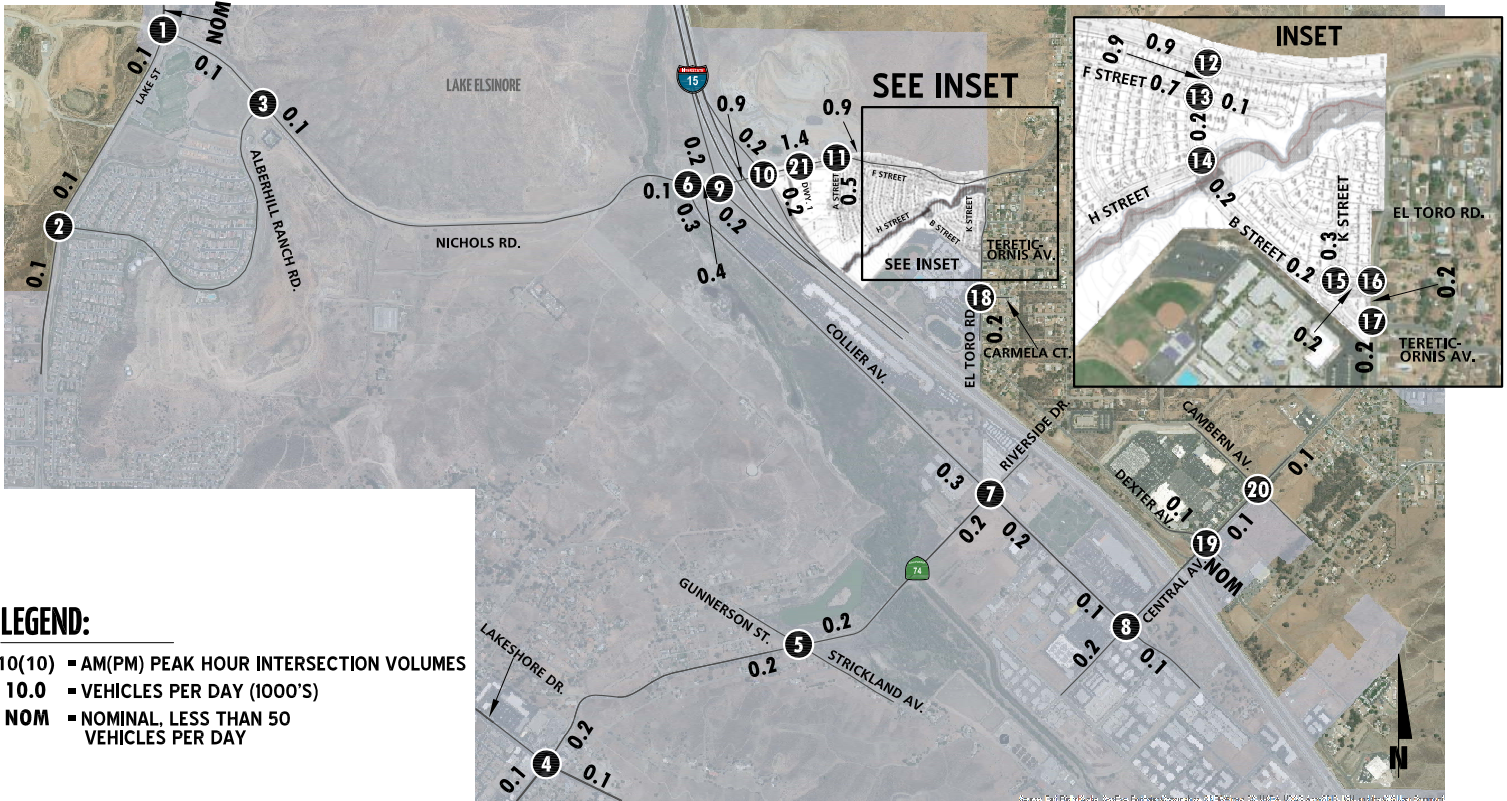 NOM
1
0.1
0.1
LAKE ST
3
0.1
0.1
2
0.1
ALBERHILL RANCH RD.
NICHOLS RD.
LAKE ELSINORE
INTERSTATE
15
SEE INSET
0.9
0.9
0.2
0.2
1.4
0.1
6
9
10
21
11
0.3
0.2
0.4
0.2
DWY. 1
A STREET
0.5
F STREET
H STREET
B STREET
K STREET
SEE INSET
TERETIC-
ORNIS AV.
18
EL TORO RD.
0.2
CARMELA CT.
COLLIER AV.
INSET
0.9
0.9
12
F STREET
0.7
13
0.1
0.2
14
H STREET
0.2
B STREET
0.2
0.3
K STREET
EL TORO RD.
15
16
0.2
0.2
17
0.2
TERETIC-
ORNIS AV.
RIVERSIDE DR.
0.3
7
0.2
0.2
74
CAMBERN AV.
0.1
20
DEXTER AV.
0.1
0.1
19
NOM
CENTRAL AV.
0.1
8
0.2
0.1
GUNNERSON ST.
0.2
5
0.2
STRICKLAND AV.
LAKESHORE DR.
0.2
4
0.1
0.1
LEGEND:
10(10) = AM(PM) PEAK HOUR INTERSECTION VOLUMES
10.0 = VEHICLES PER DAY (1000'S)
NOM = NOMINAL, LESS THAN 50
VEHICLES PER DAY
N